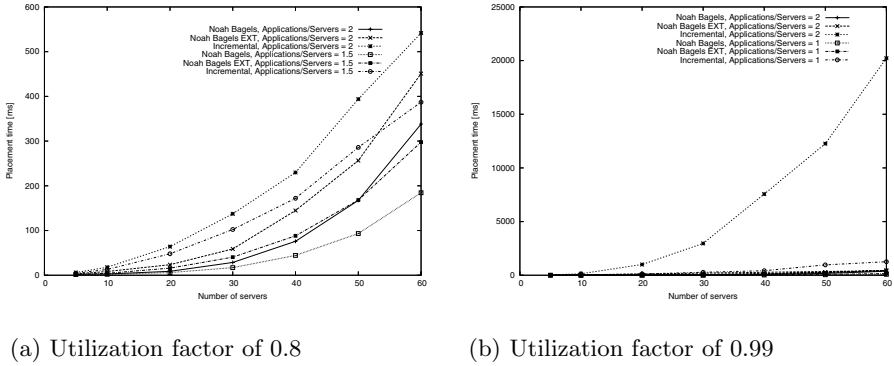 600
500
400
300
200
100
0
Placement time [ms]
0 10 20 30 40 50 60
Number of servers
Noah Bagels, Applications/Servers = 2
Noah Bagels EXT, Applications/Servers = 2
Incremental, Applications/Servers = 2
Noah Bagels, Applications/Servers = 1.5
Noah Bagels EXT, Applications/Servers = 1.5
Incremental, Applications/Servers = 1.5
(a) Utilization factor of 0.8
25000
20000
15000
10000
5000
0
Placement time [ms]
0 10 20 30 40 50 60
Number of servers
Noah Bagels, Applications/Servers = 2
Noah Bagels EXT, Applications/Servers = 2
Incremental, Applications/Servers = 2
Noah Bagels, Applications/Servers = 1
Noah Bagels EXT, Applications/Servers = 1
Incremental, Applications/Servers = 1
(b) Utilization factor of 0.99